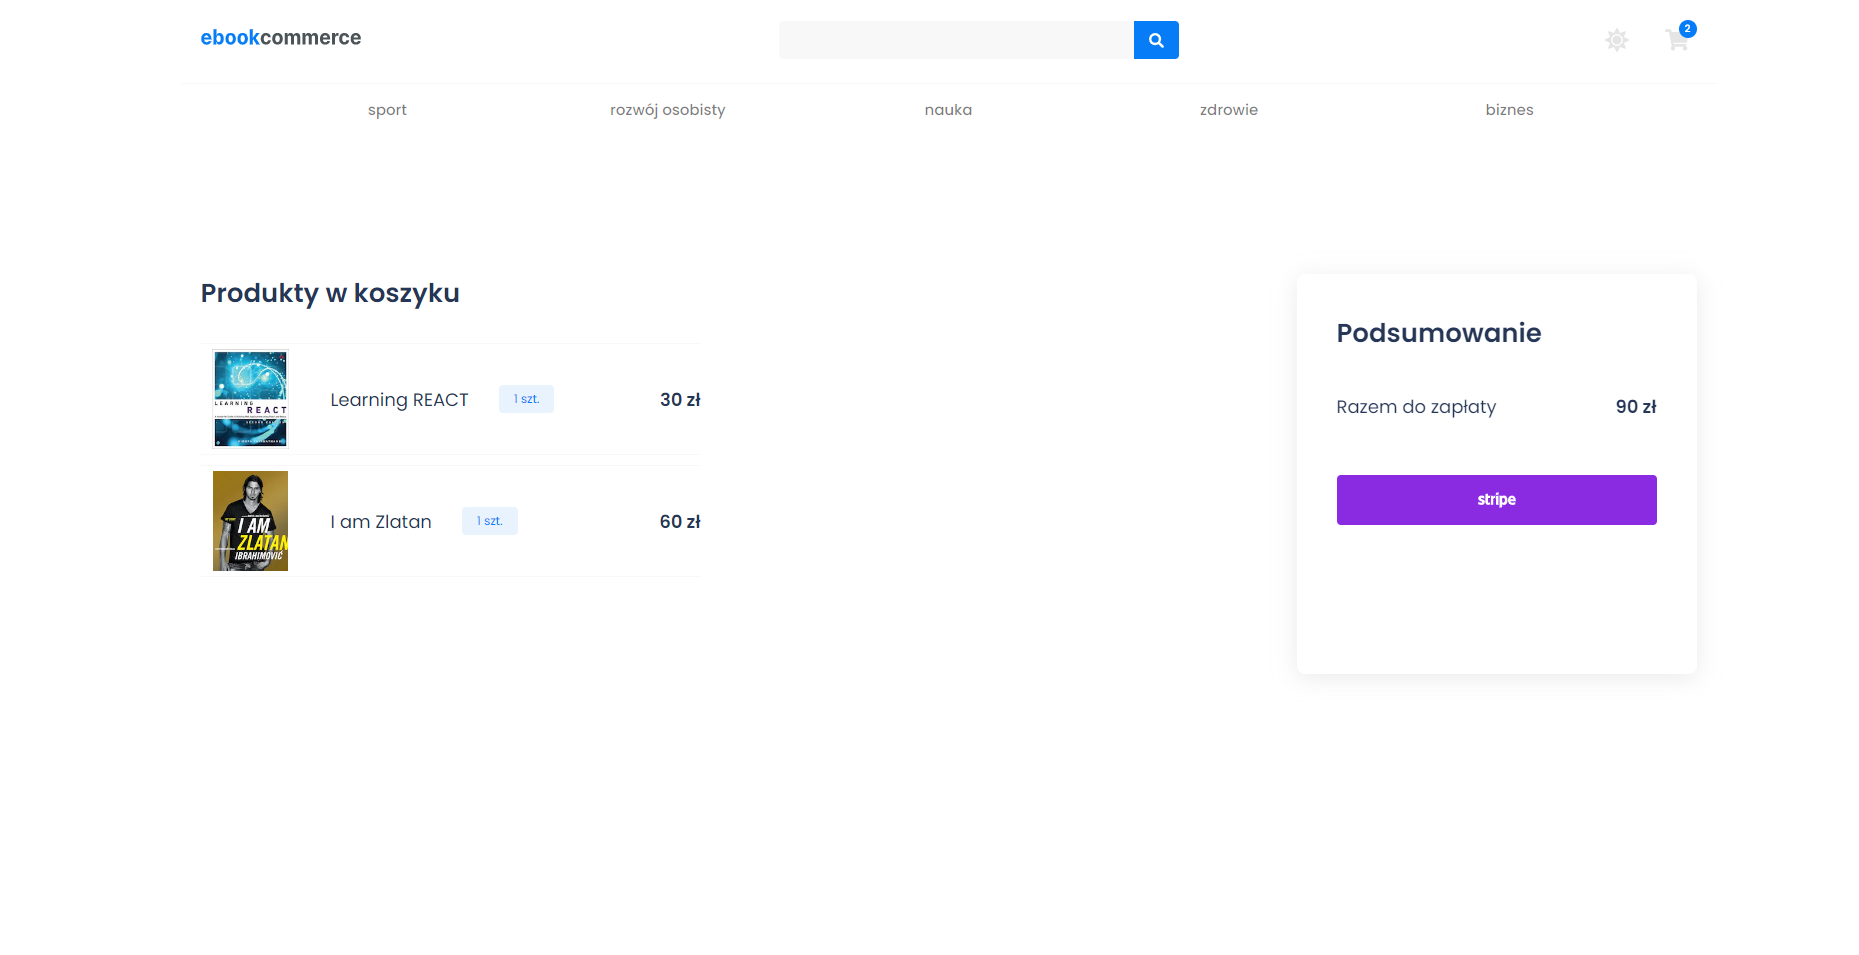 ebookcommerce
2
sport rozwój osobisty nauka zdrowie biznes
Produkty w koszyku
LEARNING
REACT
Learning REACT 1 szt. 30 zł
I AM
ZLATAN
IBRAHIMOVIĆ
I am Zlatan 1 szt. 60 zł
Podsumowanie
Razem do zapłaty 90 zł
stripe